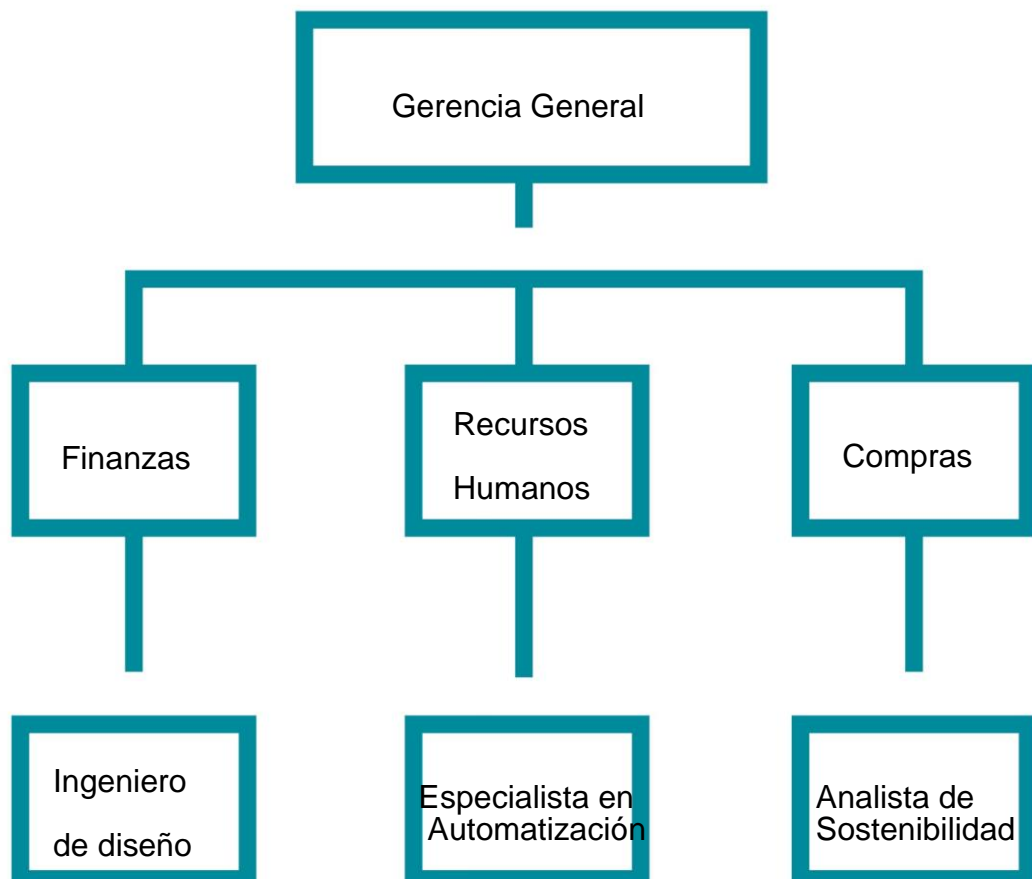 Gerencia General
Finanzas
Recursos
Humanos
Compras
Ingeniero
de diseño
Especialista en
Automatización
Analista de
Sostenibilidad